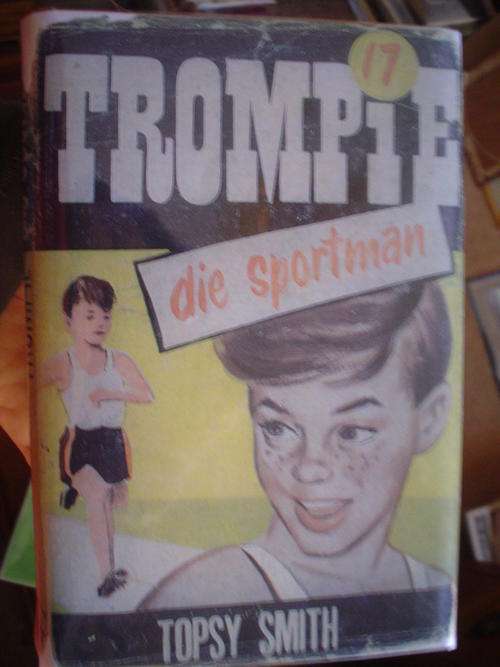 17
TROMPiE
die sportman
TOPSY SMITH